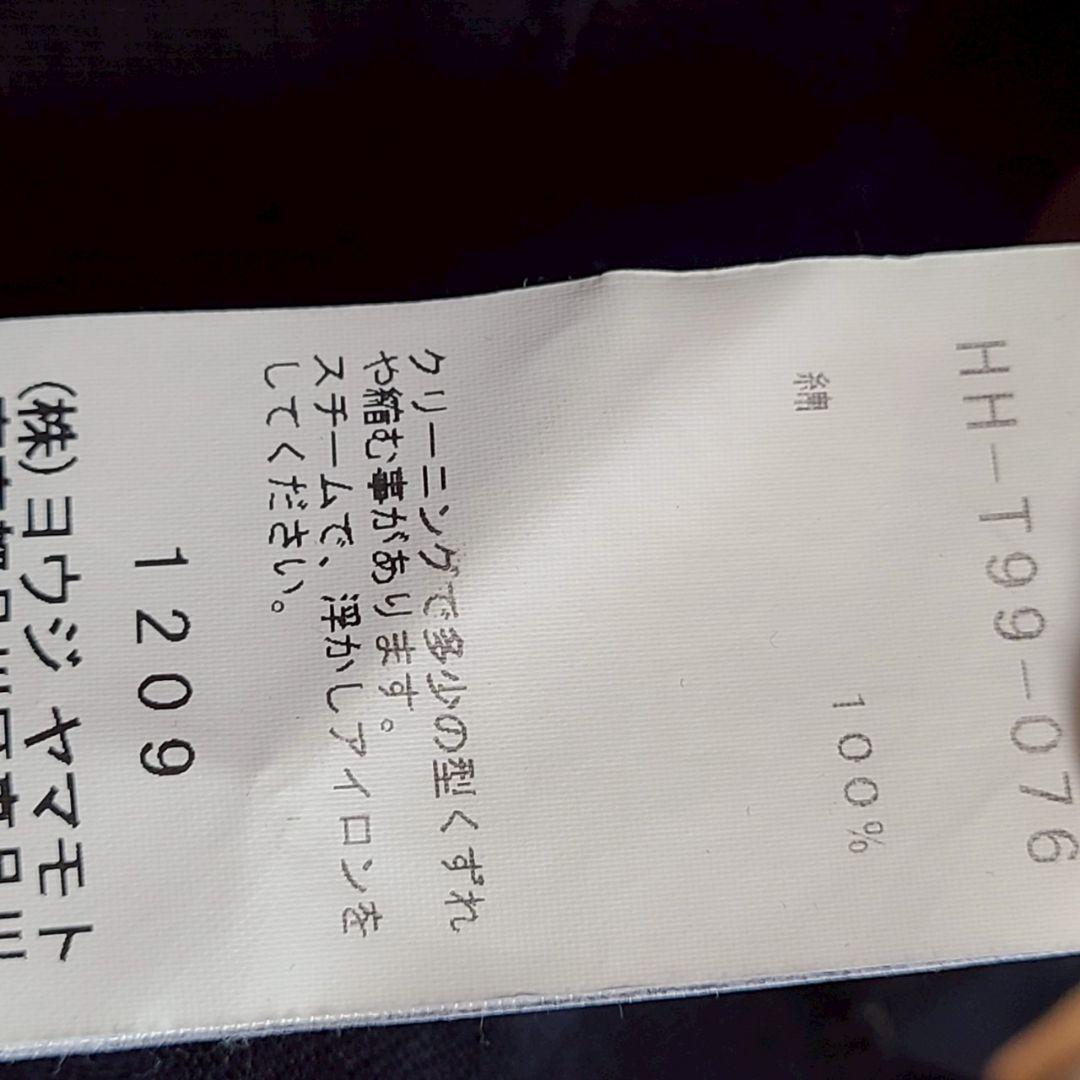 HH-T99-076
綿 100%
クリーニングで多少の型くずれ
や縮む事があります。
スチームで、浮かしアイロンを
してください。
1209
(株)ヨウジ ヤマモト